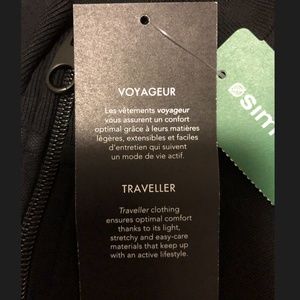 VOYAGEUR
Les vêtements voyageur
vous assurent un confort
optimal grâce à leurs matières
légères, extensibles et faciles
d'entretien qui suivent
un mode de vie actif.
TRAVELLER
Traveller clothing
ensures optimal comfort
thanks to its light,
stretchy and easy-care
materials that keep up
with an active lifestyle.